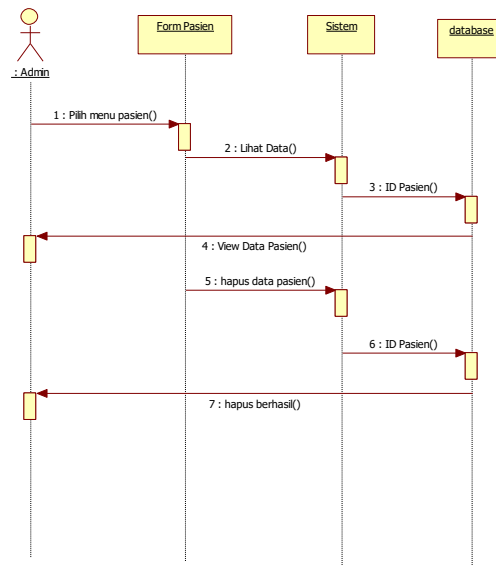 Form Pasien
Sistem
database
: Admin
1 : Pilih menu pasien()
2 : Lihat Data()
3 : ID Pasien()
4 : View Data Pasien()
5 : hapus data pasien()
6 : ID Pasien()
7 : hapus berhasil()